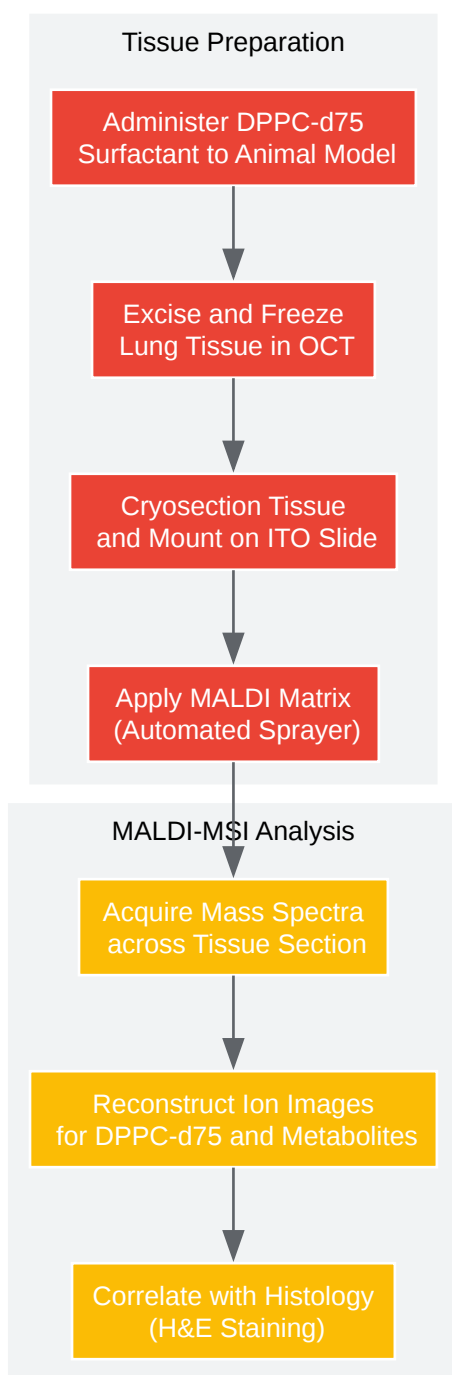 Tissue Preparation
Administer DPPC-d75
Surfactant to Animal Model
Excise and Freeze
Lung Tissue in OCT
Cryosection Tissue
and Mount on ITO Slide
Apply MALDI Matrix
(Automated Sprayer)
MALDI-MSI Analysis
Acquire Mass Spectra
across Tissue Section
Reconstruct Ion Images
for DPPC-d75 and Metabolites
Correlate with Histology
(H&E Staining)